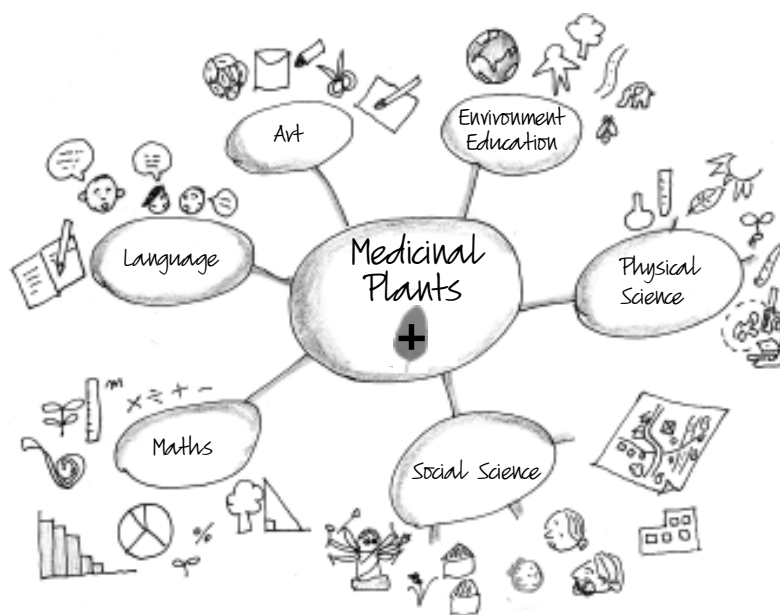 Art
Environment
Education
Language
Medicinal
Plants
+
Physical
Science
m
× ÷ + -
Maths
Social Science
%